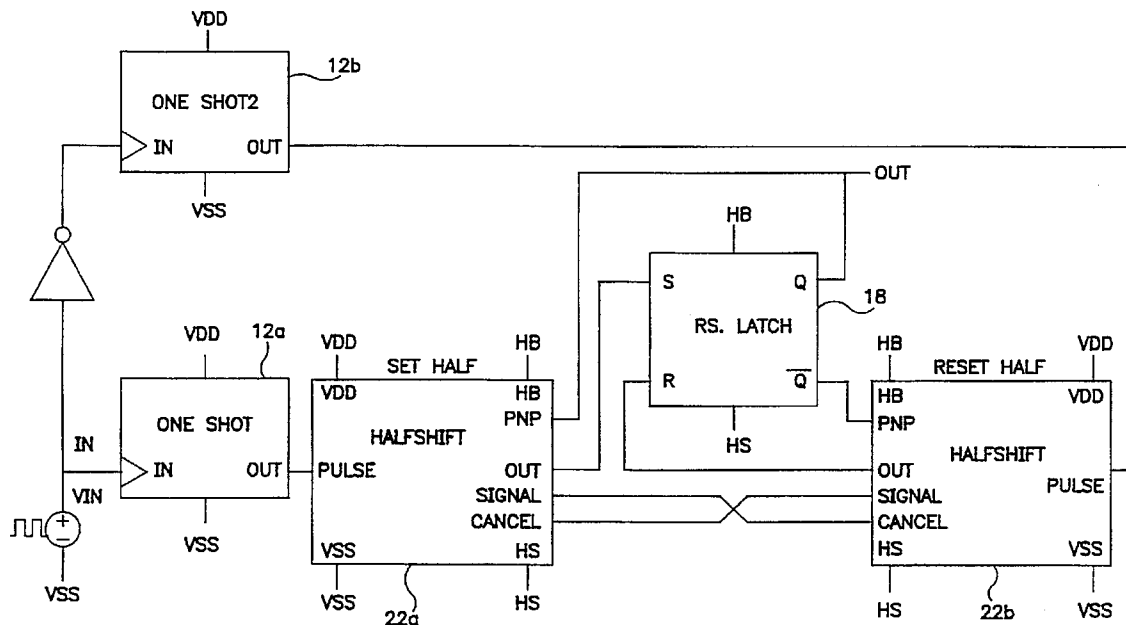 VDD
12b
ONE SHOT2
IN OUT
VSS
OUT
HB
S Q
18
RS. LATCH
R Q
HS
VDD
12a
ONE SHOT
IN
IN OUT
VIN
VSS
VSS
VDD SET HALF HB
VDD HB
PNP
HALFSHIFT
OUT
PULSE
SIGNAL
CANCEL
VSS HS
VSS HS
22a
HB RESET HALF VDD
HB VDD
PNP
HALFSHIFT
OUT
SIGNAL PULSE
CANCEL
HS VSS
HS VSS
22b